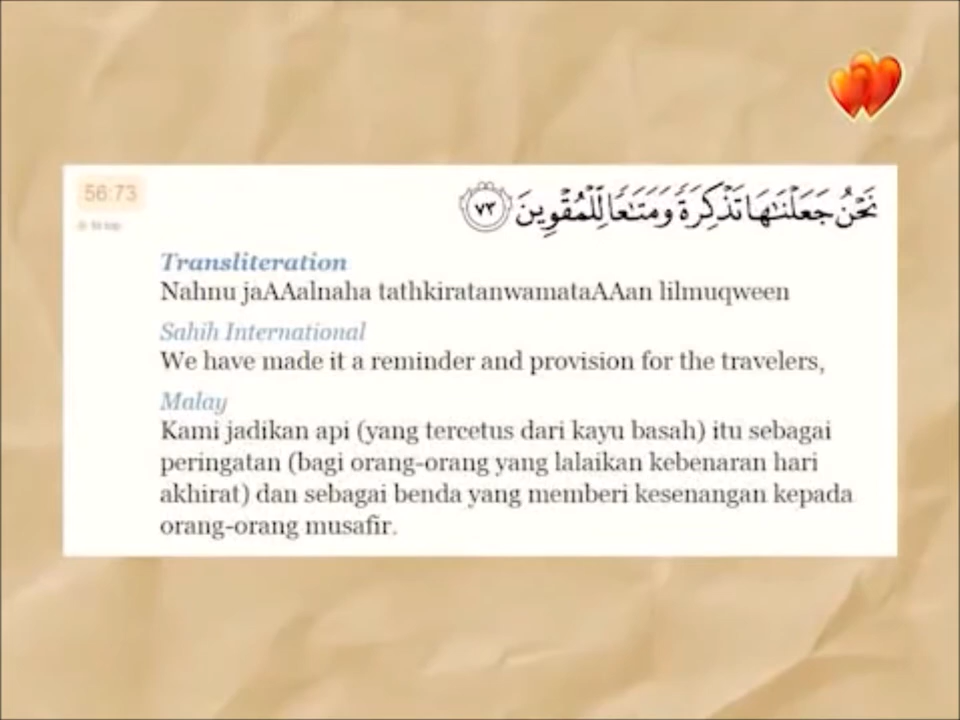 56:73
نَحْنُ جَعَلْنَٰهَا تَذْكِرَةً وَمَتَٰعًا لِّلْمُقْوِينَ ٧٣
to top
Transliteration
Nahnu jaAAalnaha tathkiratanwamataAAan lilmuqween
Sahih International
We have made it a reminder and provision for the travelers,
Malay
Kami jadikan api (yang tercetus dari kayu basah) itu sebagai
peringatan (bagi orang-orang yang lalaikan kebenaran hari
akhirat) dan sebagai benda yang memberi kesenangan kepada
orang-orang musafir.